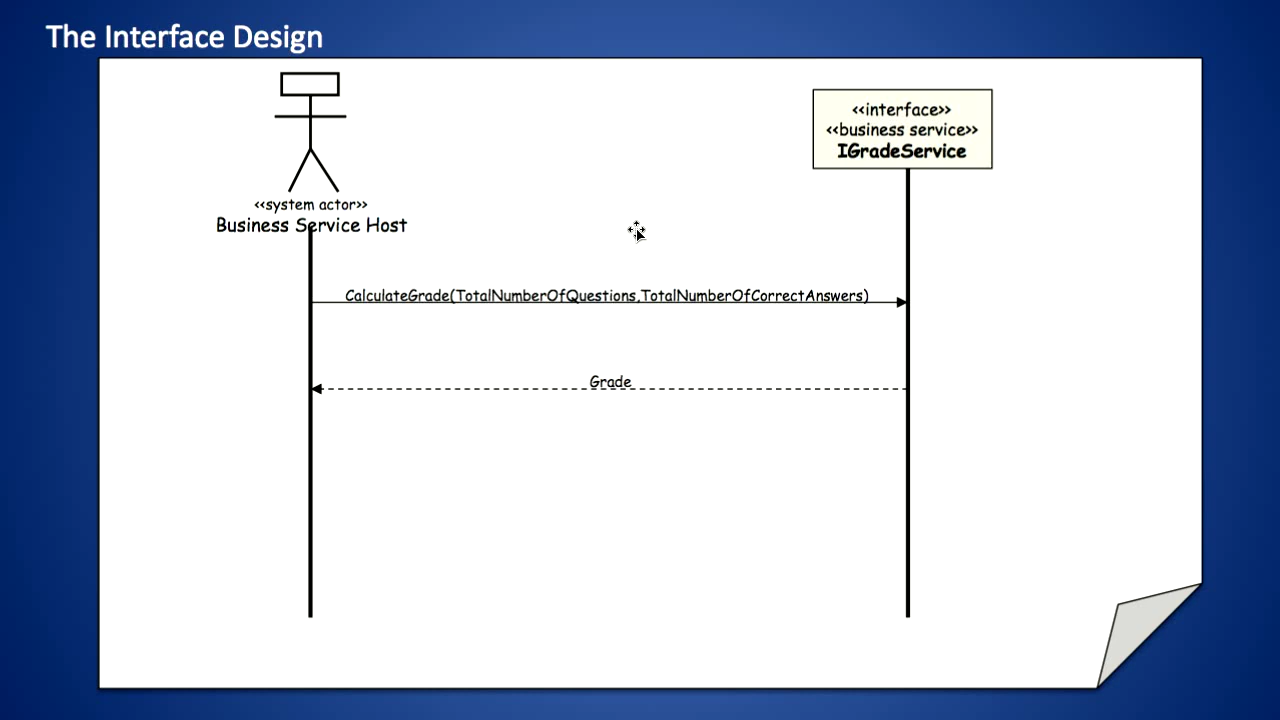 The Interface Design
<<interface>>
<<business service>>
IGradeService
<<system actor>>
Business Service Host
CalculateGrade(TotalNumberOfQuestions,TotalNumberOfCorrectAnswers)
Grade